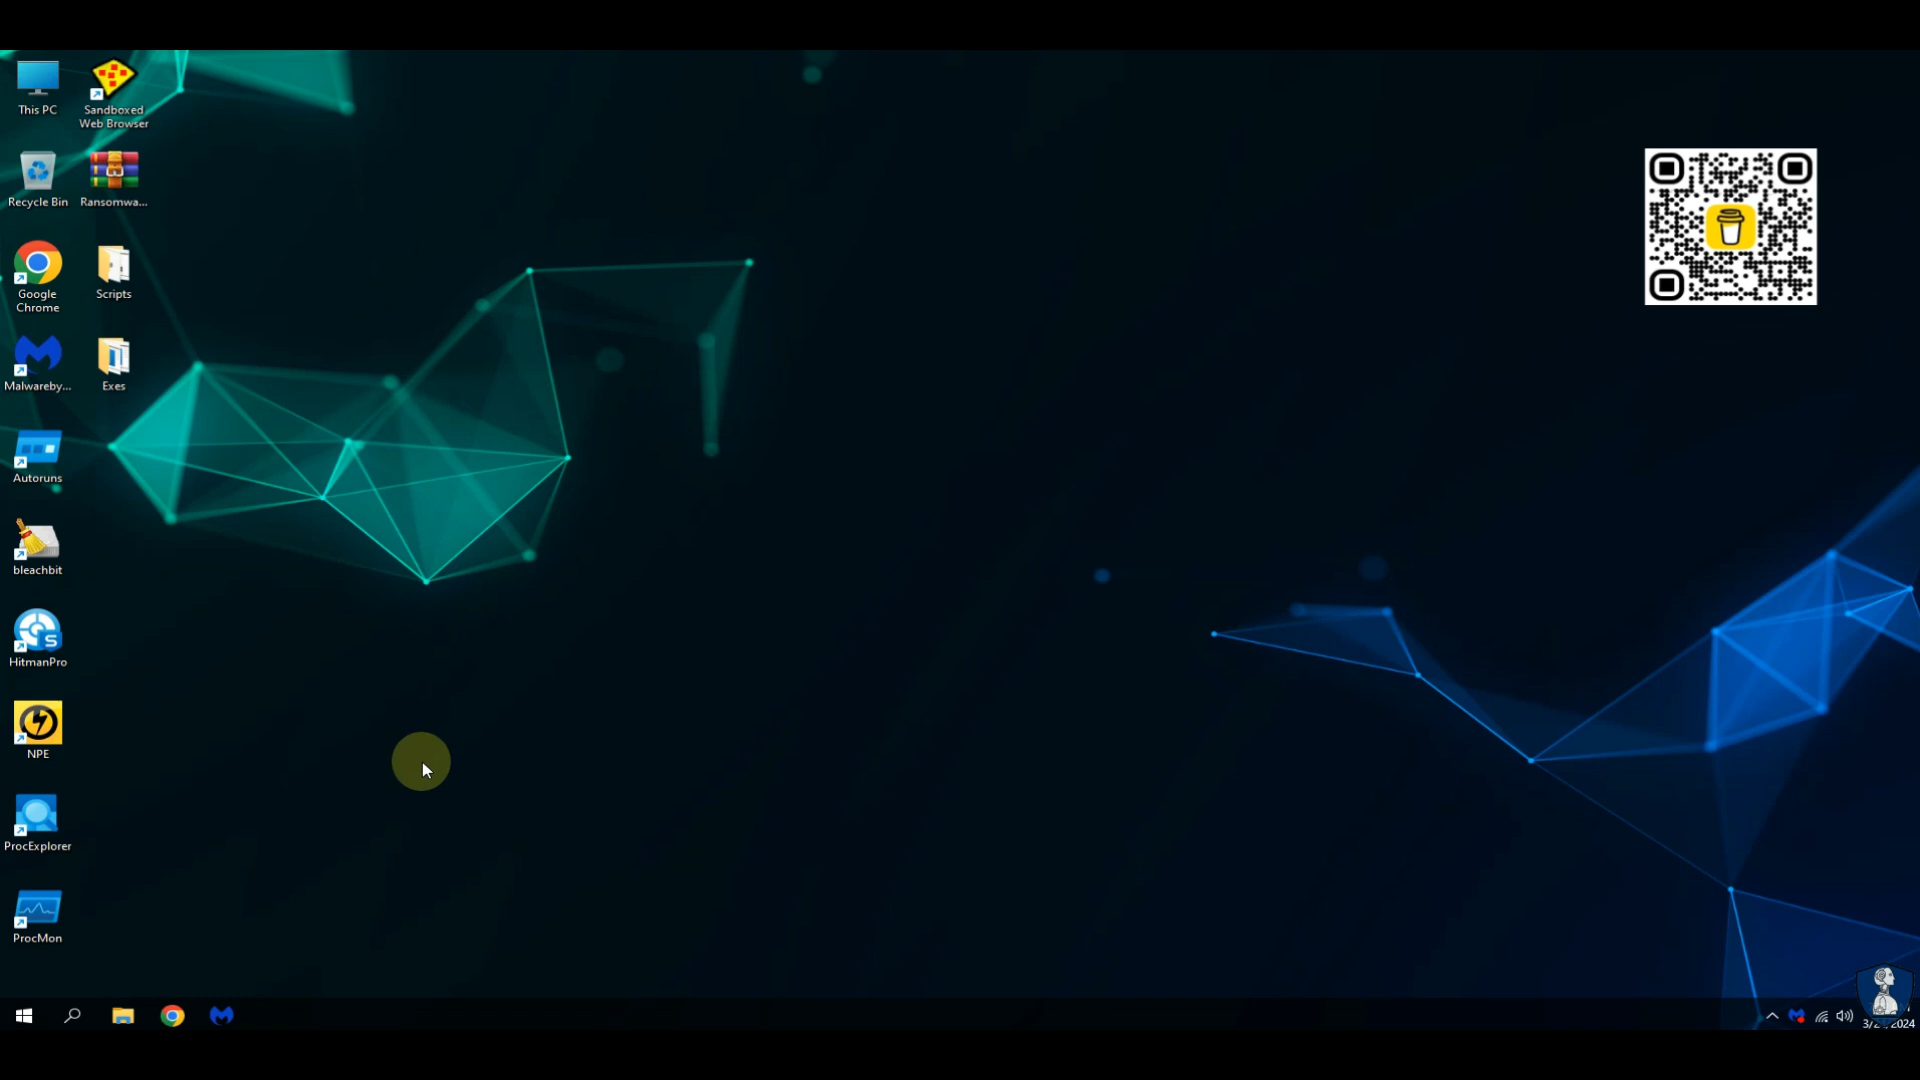 This PC
Sandboxed
Web Browser
Recycle Bin
Ransomwa...
Google
Chrome
Scripts
Malwareby...
Exes
Autoruns
bleachbit
HitmanPro
NPE
ProcExplorer
ProcMon